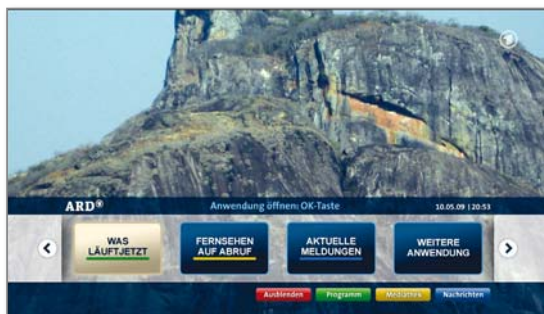 ARD Anwendung öffnen: OK-Taste 10.05.09 | 20:53
WAS
LÄUFTJETZT
FERNSEHEN
AUF ABRUF
AKTUELLE
MELDUNGEN
WEITERE
ANWENDUNG
Ausblenden Programm Mediathek Nachrichten